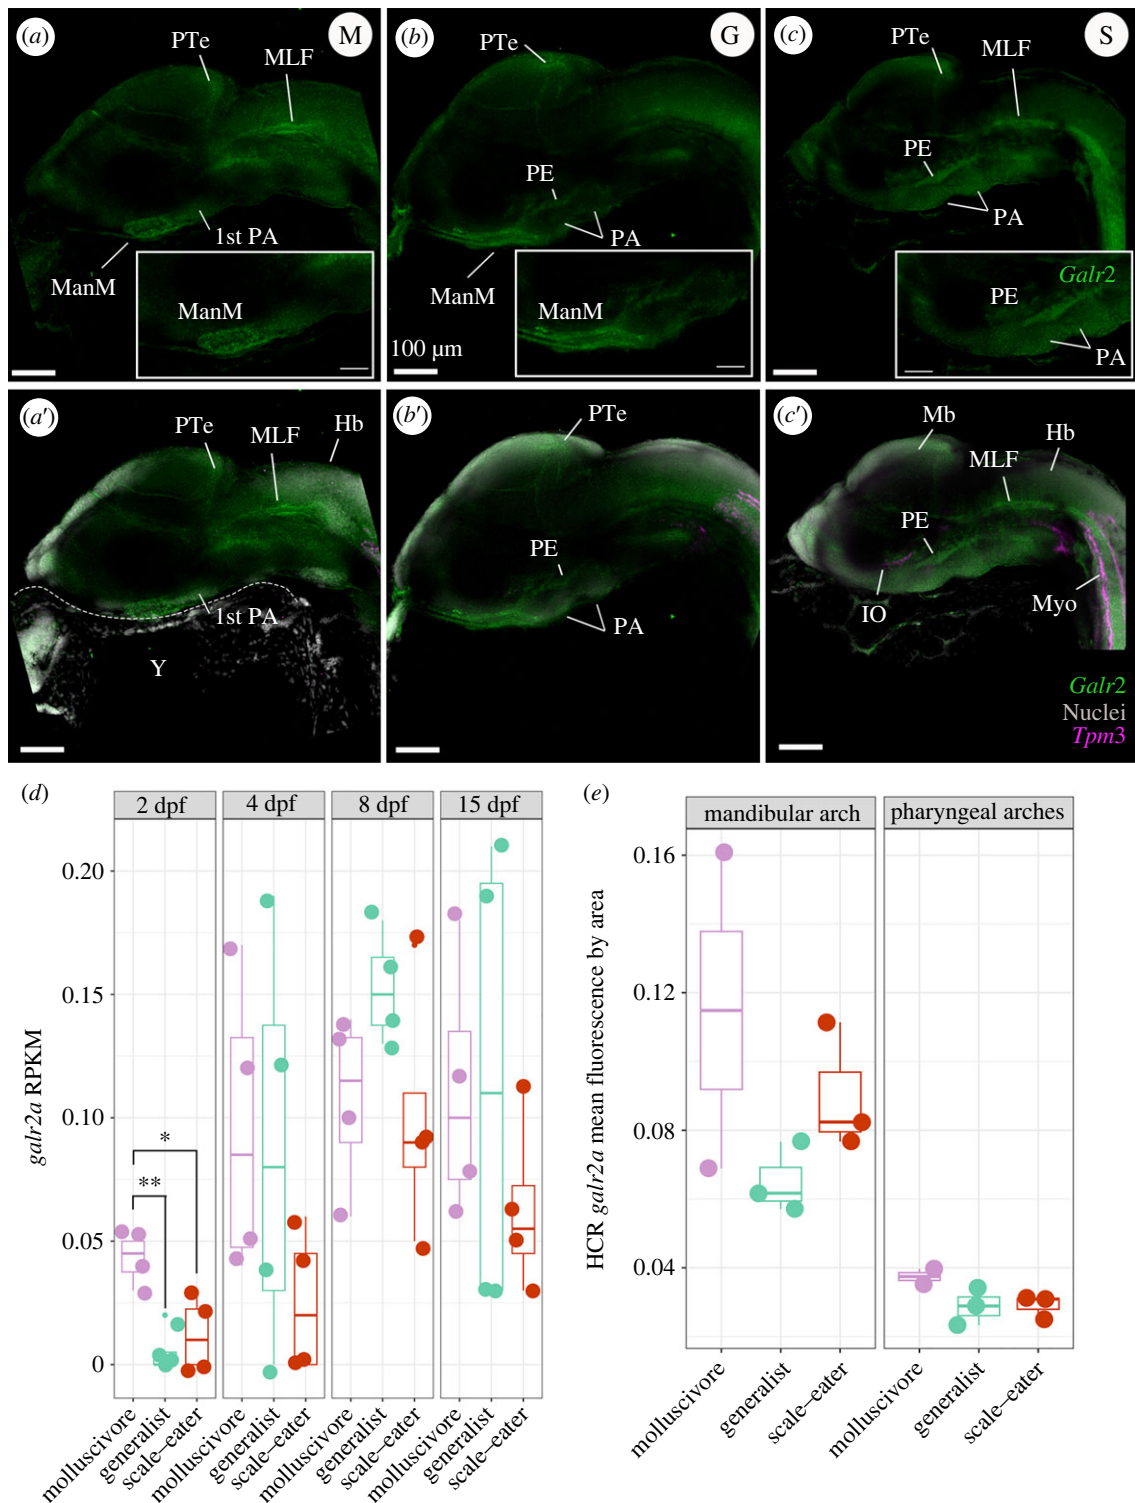 (a)
M
PTe
MLF
1st PA
ManM
ManM
(b)
G
PTe
PE
PA
ManM
ManM
100 μm
(c)
S
PTe
MLF
PE
PA
Galr2
PE
PA
(a′)
PTe
MLF
Hb
1st PA
Y
(b′)
PTe
PE
PA
(c′)
Mb
Hb
MLF
PE
IO
Myo
Galr2
Nuclei
Tpm3
(d)
2 dpf
4 dpf
8 dpf
15 dpf
0.20
0.15
0.10
0.05
0
galr2a RPKM
*
**
molluscivore
generalist
scale–eater
molluscivore
generalist
scale–eater
molluscivore
generalist
scale–eater
molluscivore
generalist
scale–eater
(e)
mandibular arch
pharyngeal arches
0.16
0.12
0.08
0.04
HCR galr2a mean fluorescence by area
molluscivore
generalist
scale–eater
molluscivore
generalist
scale–eater